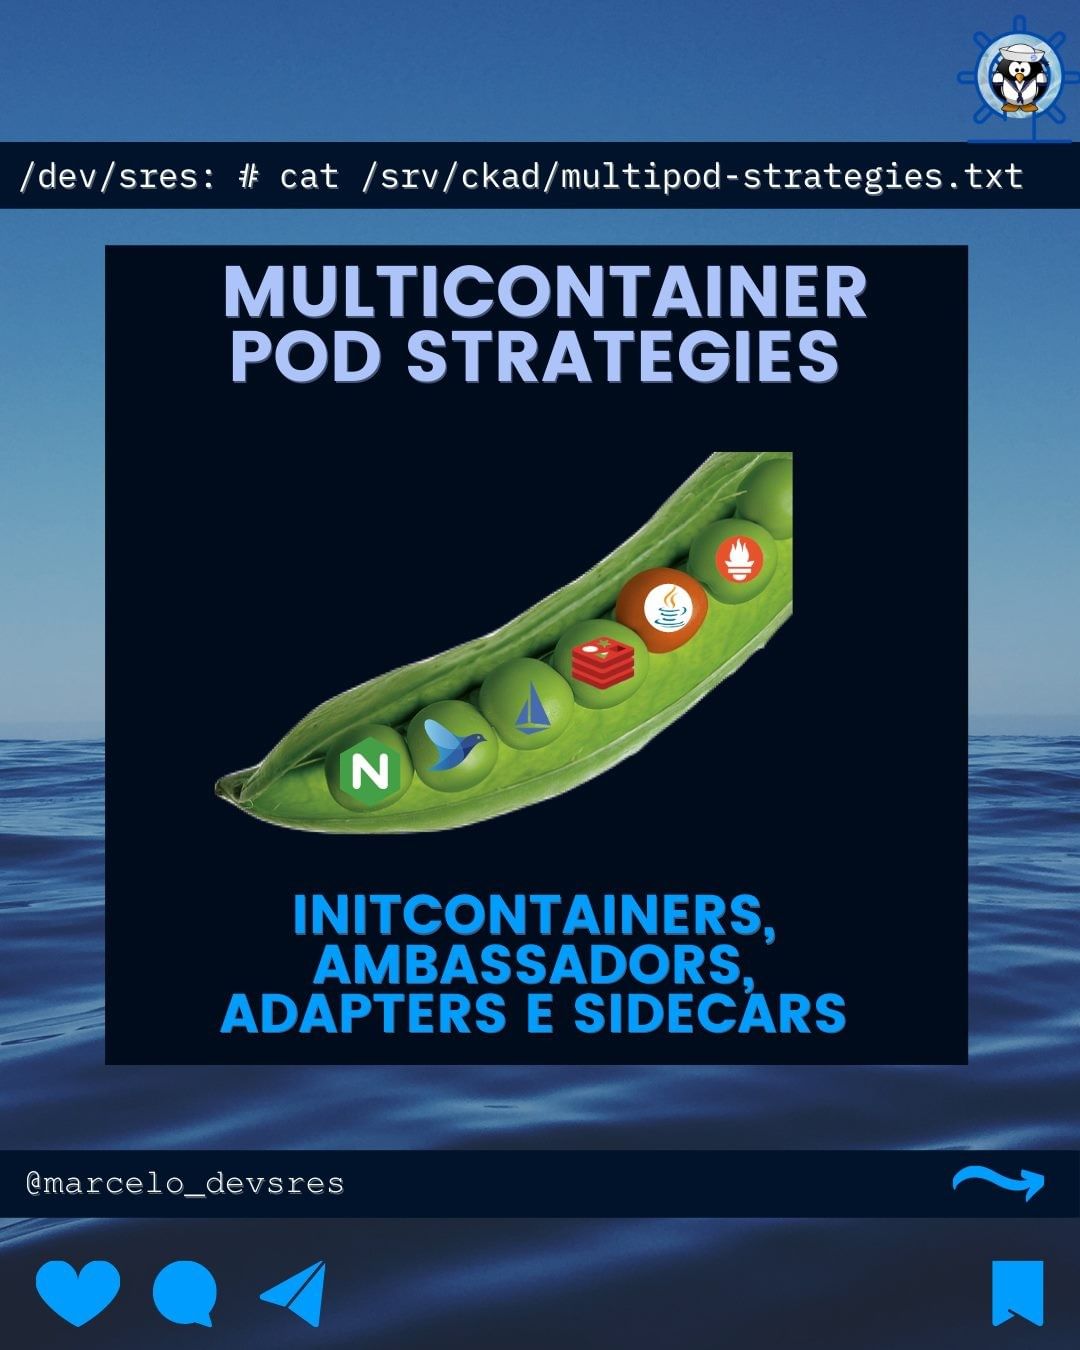 /dev/sres: # cat /srv/ckad/multipod-strategies.txt
MULTICONTAINER
POD STRATEGIES
N
INITCONTAINERS,
AMBASSADORS,
ADAPTERS E SIDECARS
@marcelo_devsres